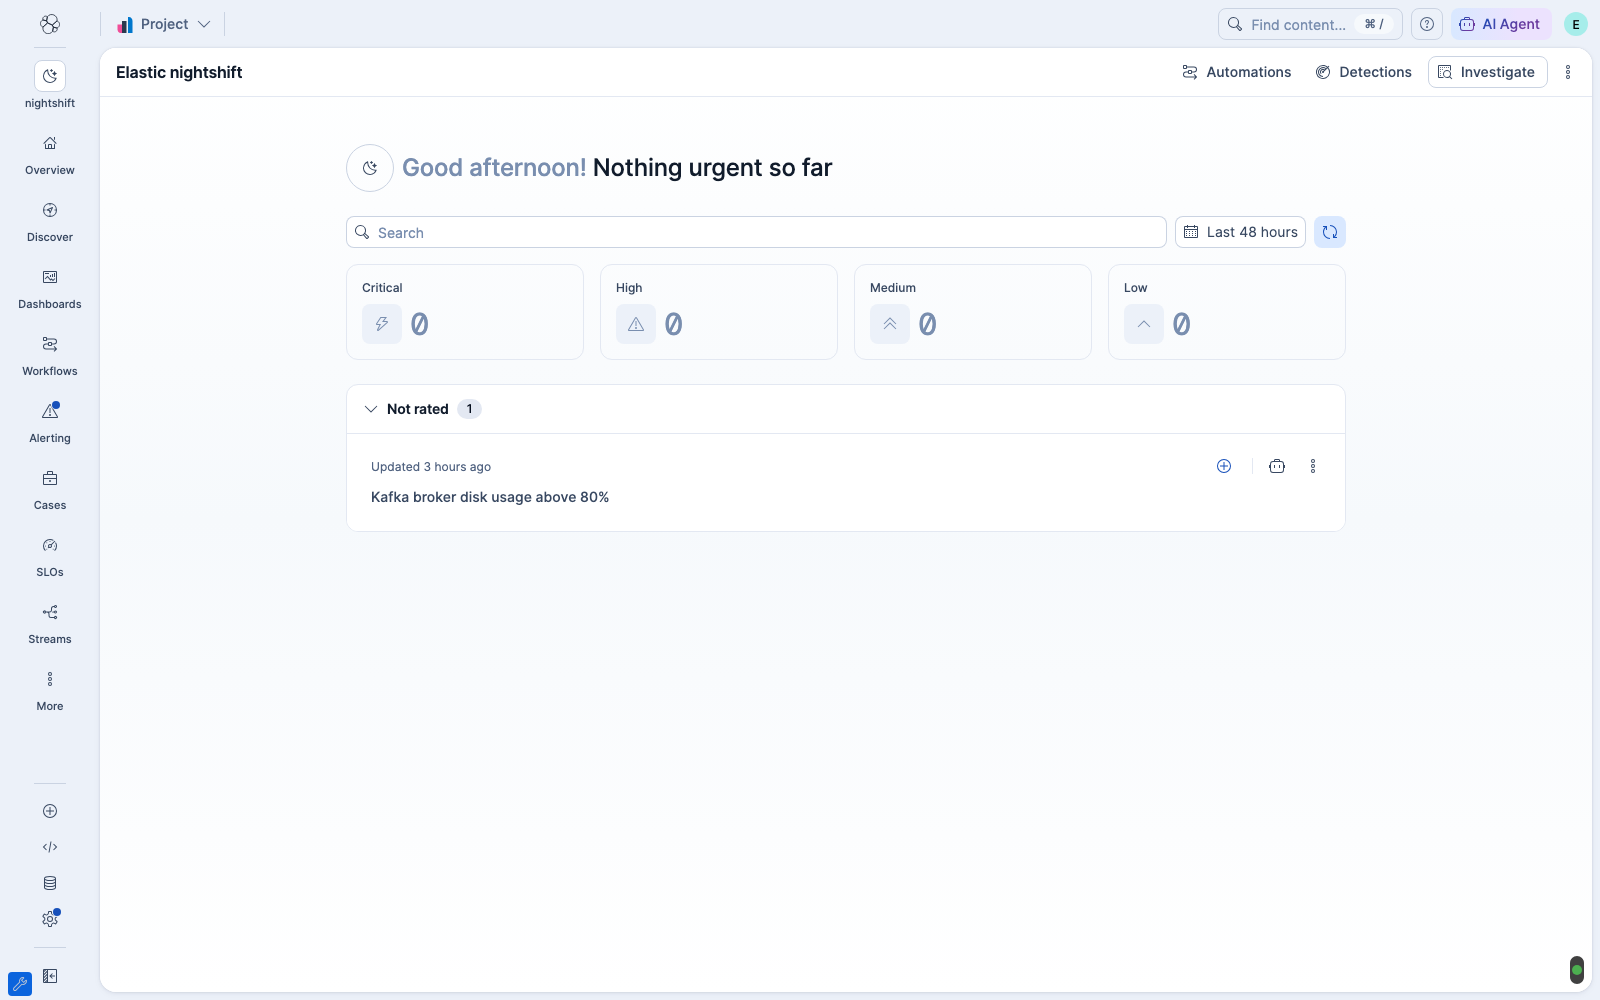 Project
Find content...
⌘ /
AI Agent
E
nightshift
Overview
Discover
Dashboards
Workflows
Alerting
Cases
SLOs
Streams
More
Elastic nightshift
Automations
Detections
Investigate
Good afternoon! Nothing urgent so far
Search
Last 48 hours
Critical
0
High
0
Medium
0
Low
0
Not rated 1
Updated 3 hours ago
Kafka broker disk usage above 80%